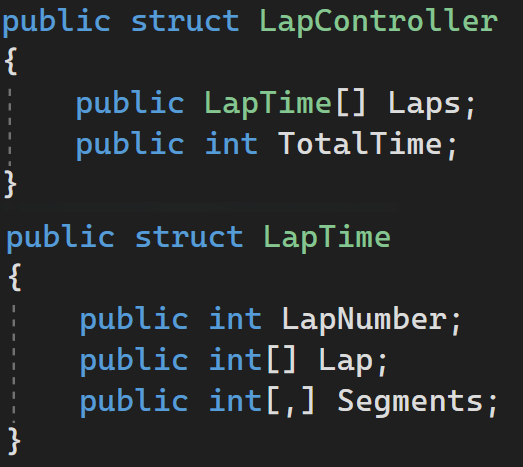 public struct LapController
{
public LapTime[] Laps;
public int TotalTime;
}
public struct LapTime
{
public int LapNumber;
public int[] Lap;
public int[,] Segments;
}